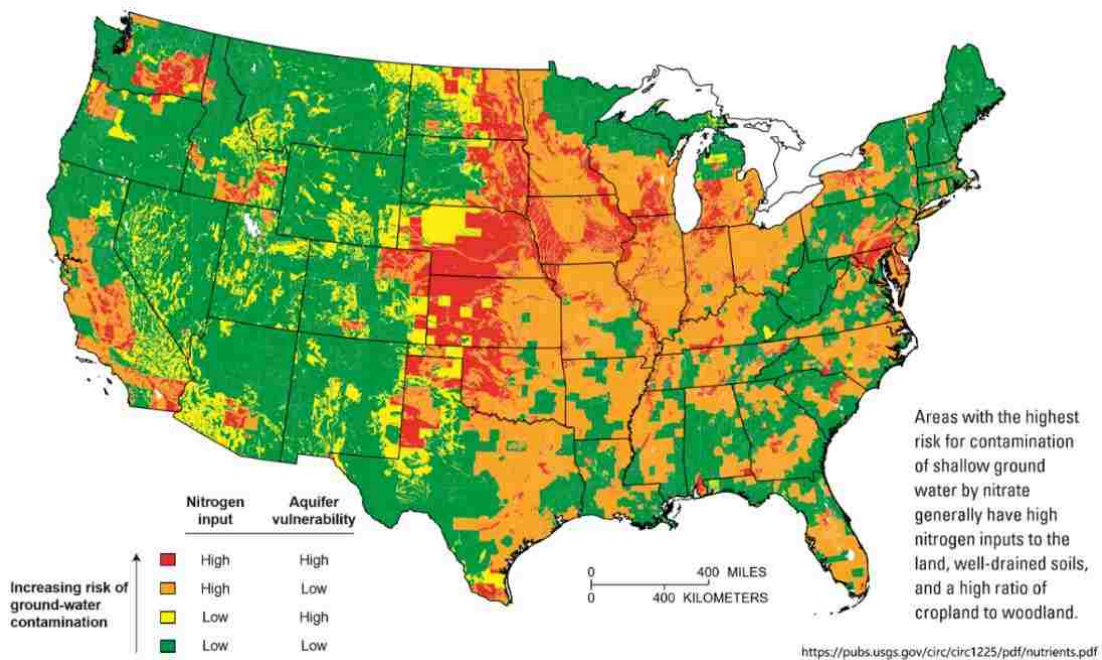 Nitrogen input Aquifer vulnerability
Increasing risk of ground-water contamination
High High
High Low
Low High
Low Low
0 400 MILES
0 400 KILOMETERS
Areas with the highest
risk for contamination
of shallow ground
water by nitrate
generally have high
nitrogen inputs to the
land, well-drained soils,
and a high ratio of
cropland to woodland.
https://pubs.usgs.gov/circ/circ1225/pdf/nutrients.pdf